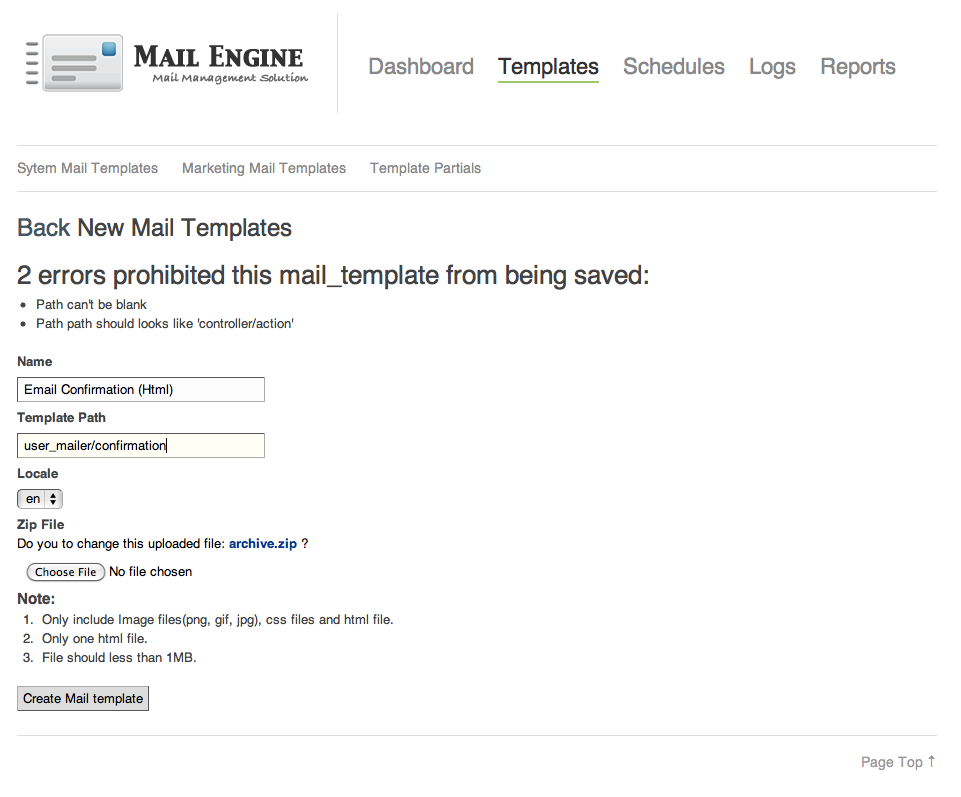 Mail Engine
Mail Management Solution
Dashboard Templates Schedules Logs Reports
Sytem Mail Templates Marketing Mail Templates Template Partials
Back New Mail Templates
2 errors prohibited this mail_template from being saved:
• Path can't be blank
• Path path should looks like 'controller/action'
Name
Email Confirmation (Html)
Template Path
user_mailer/confirmation
Locale
en
Zip File
Do you to change this uploaded file: archive.zip ?
Choose File No file chosen
Note:
1. Only include Image files(png, gif, jpg), css files and html file.
2. Only one html file.
3. File should less than 1MB.
Create Mail template
Page Top ↑